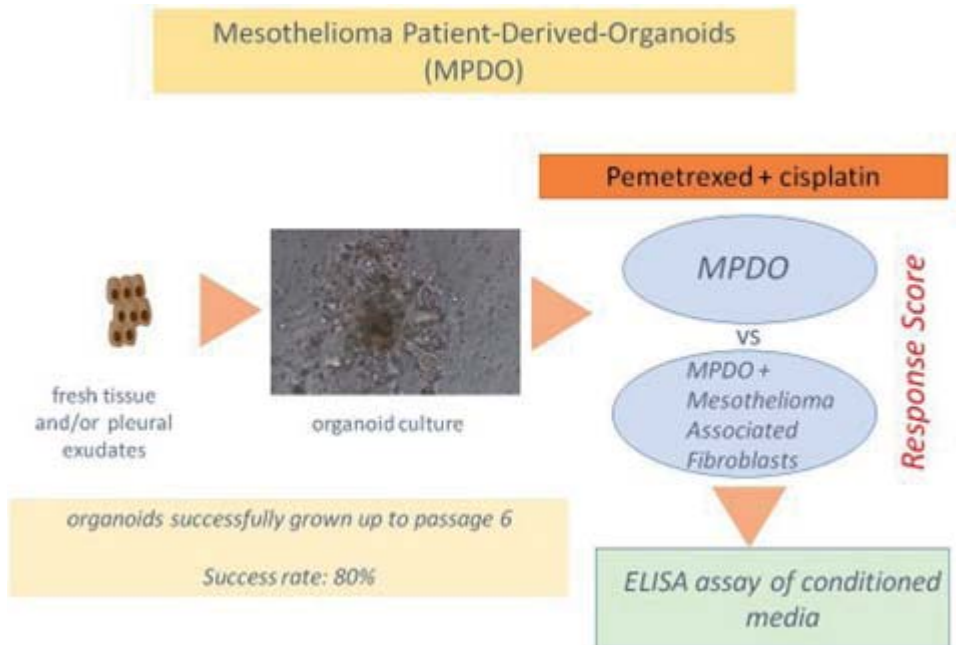 Mesothelioma Patient-Derived-Organoids
(MPDO)
Pemetrexed + cisplatin
MPDO
vs
MPDO +
Mesothelioma
Associated
Fibroblasts
Response Score
fresh tissue
and/or pleural
exudates
organoid culture
organoids successfully grown up to passage 6
Success rate: 80%
ELISA assay of conditioned
media